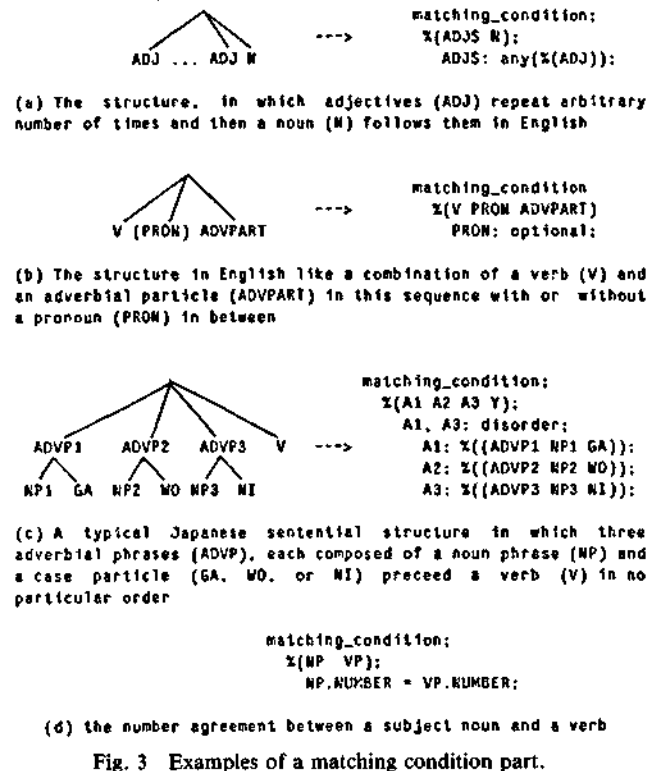 matching_condition;
ADJ ... ADJ N ---> %(ADJS N);
ADJS: any(%(ADJ));
(a) The structure, in which adjectives (ADJ) repeat arbitrary
number of times and then a noun (N) follows them in English
matching_condition
V (PRON) ADVPART ---> %(V PRON ADVPART)
PRON: optional;
(b) The structure in English like a combination of a verb (V) and
an adverbial particle (ADVPART) in this sequence with or without
a pronoun (PRON) in between
matching_condition;
%(A1 A2 A3 V);
A1, A3: disorder;
ADVP1 ADVP2 ADVP3 V ---> A1: %((ADVP1 NP1 GA));
A2: %((ADVP2 NP2 WO));
NP1 GA NP2 WO NP3 NI A3: %((ADVP3 NP3 NI));
(c) A typical Japanese sentential structure in which three
adverbial phrases (ADVP), each composed of a noun phrase (NP) and
a case particle (GA, WO, or NI) preceed a verb (V) in no
particular order
matching_condition;
%(NP VP);
NP.NUMBER = VP.NUMBER;
(d) the number agreement between a subject noun and a verb
Fig. 3 Examples of a matching condition part.